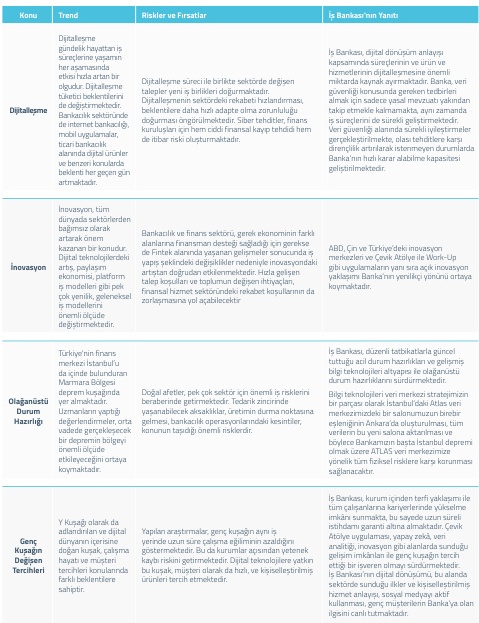 Konu
Trend
Riskler ve Fırsatlar
İş Bankası'nın Yanıtı
Dijitalleşme
Dijitalleşme
gündelik hayattan iş
süreçlerine yaşamın
her aşamasında
etkisi hızla artan bir
olgudur. Dijitalleşme
tüketici beklentilerini
de değiştirmektedir.
Bankacılık sektöründe
de internet bankacılığı,
mobil uygulamalar,
ticari bankacılık
alanında dijital ürünler
ve benzeri konularda
beklenti her geçen gün
artmaktadır.
Dijitalleşme süreci ile birlikte sektörde değişen
talepler yeni iş birlikleri doğurmaktadır.
Dijitalleşmenin sektördeki rekabeti hızlandırması,
beklentilere daha hızlı adapte olma zorunluluğu
doğurması öngörülmektedir. Siber tehditler, finans
kuruluşları için hem ciddi finansal kayıp tehdidi hem
de itibar riski oluşturmaktadır.
İş Bankası, dijital dönüşüm anlayışı
kapsamında süreçlerinin ve ürün ve
hizmetlerinin dijitalleşmesine önemli
miktarda kaynak ayırmaktadır. Banka, veri
güvenliği konusunda gereken tedbirleri
almak için sadece yasal mevzuatı yakından
takip etmekle kalmamakta, aynı zamanda
iş süreçlerini de sürekli geliştirmektedir.
Veri güvenliği alanında sürekli iyileştirmeler
gerçekleştirilmekte, olası tehditlere karşı
dirençlilik artırılarak istenmeyen durumlarda
Banka'nın hızlı karar alabilme kapasitesi
geliştirilmektedir.
İnovasyon
İnovasyon, tüm
dünyada sektörlerden
bağımsız olarak
artarak önem
kazanan bir konudur.
Dijital teknolojilerdeki
artış, paylaşım
ekonomisi, platform
iş modelleri gibi pek
çok yenilik, geleneksel
iş modellerini
önemli ölçüde
değiştirmektedir.
Bankacılık ve finans sektörü, gerek ekonominin farklı
alanlarına finansman desteği sağladığı için gerekse
de Fintek alanında yaşanan gelişmeler sonucunda iş
yapış şeklindeki değişiklikler nedeniyle inovasyondaki
artıştan doğrudan etkilenmektedir. Hızla gelişen
talep koşulları ve toplumun değişen ihtiyaçları,
finansal hizmet sektöründeki rekabet koşullarının da
zorlaşmasına yol açabilecektir
ABD, Çin ve Türkiye'deki inovasyon
merkezleri ve Çevik Atölye ile Work-Up
gibi uygulamaların yanı sıra açık inovasyon
yaklaşımı Banka'nın yenilikçi yönünü ortaya
koymaktadır.
Olağanüstü
Durum
Hazırlığı
Türkiye'nin finans
merkezi İstanbul'u
da içinde bulunduran
Marmara Bölgesi
deprem kuşağında
yer almaktadır.
Uzmanların yaptığı
değerlendirmeler, orta
vadede gerçekleşecek
bir depremin bölgeyi
önemli ölçüde
etkileyeceğini ortaya
koymaktadır.
Doğal afetler, pek çok sektör için önemli iş risklerini
beraberinde getirmektedir. Tedarik zincirinde
yaşanabilecek aksaklıklar, üretimin durma noktasına
gelmesi, bankacılık operasyonlarındaki kesintiler,
konunun taşıdığı önemli risklerdir.
İş Bankası, düzenli tatbikatlarla güncel
tuttuğu acil durum hazırlıkları ve gelişmiş
bilgi teknolojileri altyapısı ile olağanüstü
durum hazırlıklarını sürdürmektedir.
Bilgi teknolojileri veri merkezi stratejimizin
bir parçası olarak İstanbul'daki Atlas veri
merkezimizdeki bir salonumuzun birebir
eşleniğinin Ankara'da oluşturulması, tüm
verilerin bu yeni salona aktarılması ve
böylece Bankamızın başta İstanbul depremi
olmak üzere ATLAS veri merkezimize
yönelik tüm fiziksel risklere karşı korunması
sağlanacaktır.
Genç
Kuşağın
Değişen
Tercihleri
Y Kuşağı olarak da
adlandırılan ve dijital
dünyanın içerisine
doğan kuşak, çalışma
hayatı ve müşteri
tercihleri konularında
farklı beklentilere
sahiptir.
Yapılan araştırmalar, genç kuşağın aynı iş
yerinde uzun süre çalışma eğiliminin azaldığını
göstermektedir. Bu da kurumlar açısından yetenek
kaybı riskini getirmektedir. Dijital teknolojilere yatkın
bu kuşak, müşteri olarak da hızlı, ve kişiselleştirilmiş
ürünleri tercih etmektedir.
İş Bankası, kurum içinden terfi yaklaşımı ile
tüm çalışanlarına kariyerlerinde yükselme
imkânı sunmakta, bu sayede uzun süreli
istihdamı garanti altına almaktadır. Çevik
Atölye uygulaması, yapay zekâ, veri
analitiği, inovasyon gibi alanlarda sunduğu
gelişim imkânları ile genç kuşağın tercih
ettiği bir işveren olmayı sürdürmektedir.
İş Bankası'nın dijital dönüşümü, bu alanda
sektörde sunduğu ilkler ve kişiselleştirilmiş
hizmet anlayışı, sosyal medyayı aktif
kullanması, genç müşterilerin Banka'ya olan
ilgisini canlı tutmaktadır.